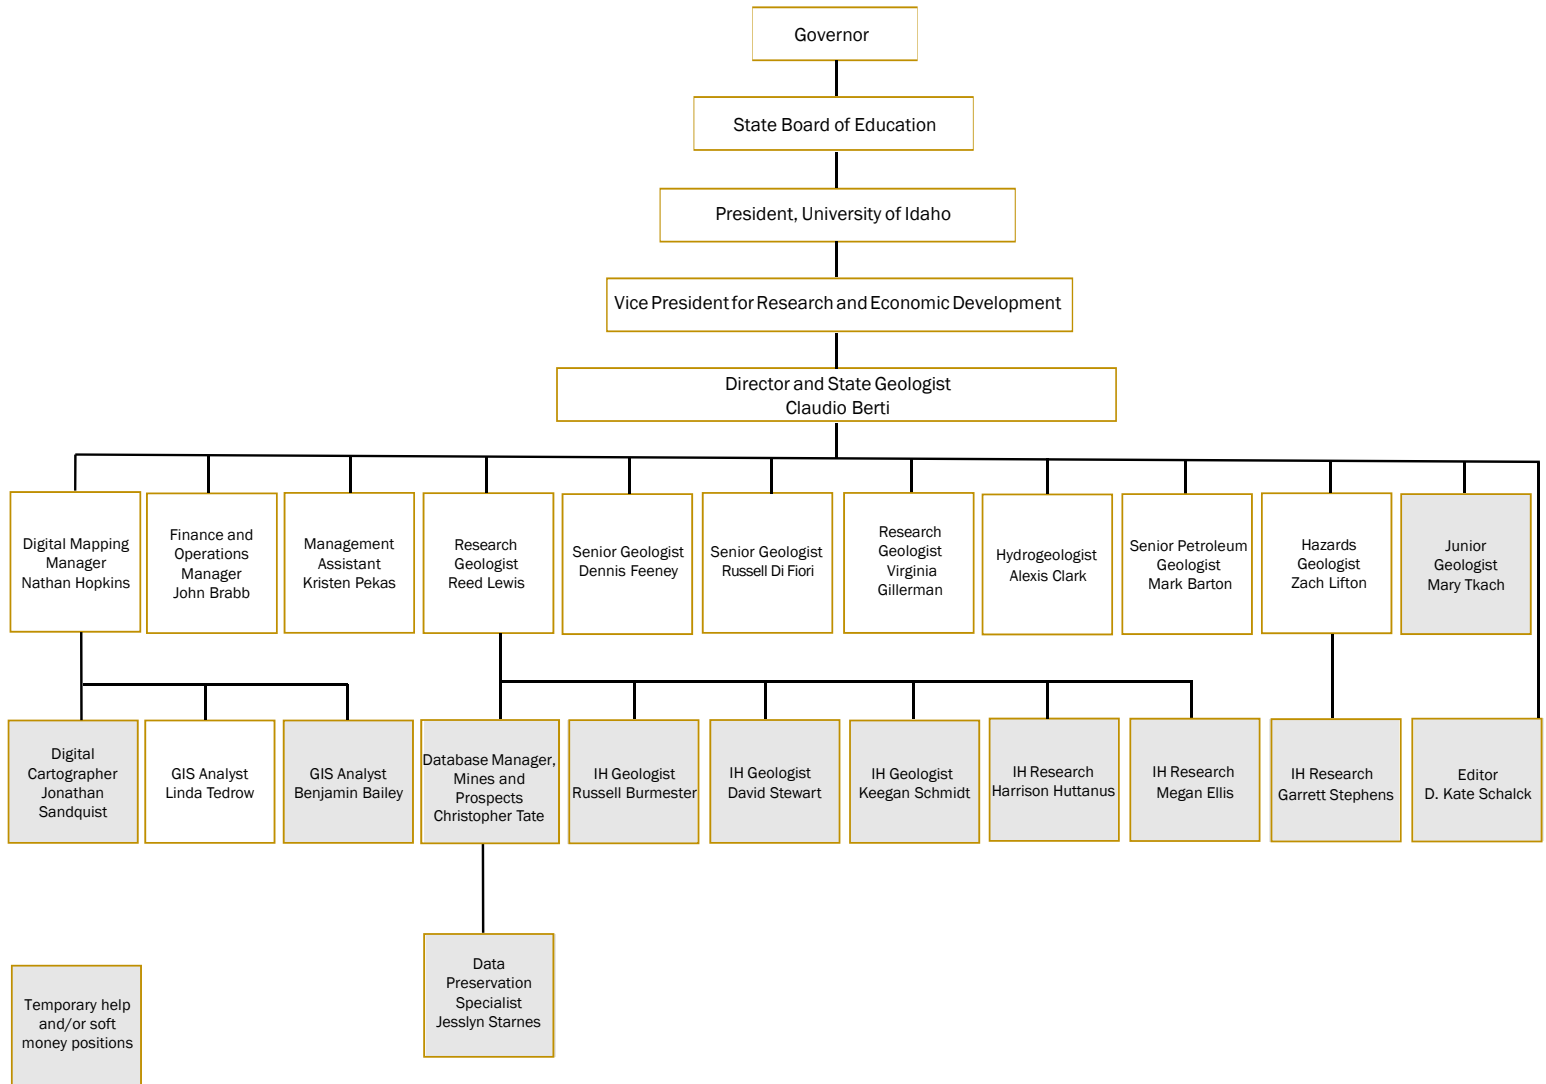 Governor
State Board of Education
President, University of Idaho
Vice President for Research and Economic Development
Director and State Geologist
Claudio Berti
Digital Mapping
Manager
Nathan Hopkins
Finance and
Operations
Manager
John Brabb
Management
Assistant
Kristen Pekas
Research
Geologist
Reed Lewis
Senior Geologist
Dennis Feeney
Senior Geologist
Russell Di Fiori
Research
Geologist
Virginia
Gillerman
Hydrogeologist
Alexis Clark
Senior Petroleum
Geologist
Mark Barton
Hazards
Geologist
Zach Lifton
Junior
Geologist
Mary Tkach
Digital
Cartographer
Jonathan
Sandquist
GIS Analyst
Linda Tedrow
GIS Analyst
Benjamin Bailey
Database Manager,
Mines and
Prospects
Christopher Tate
IH Geologist
Russell Burmester
IH Geologist
David Stewart
IH Geologist
Keegan Schmidt
IH Research
Harrison Huttanus
IH Research
Megan Ellis
IH Research
Garrett Stephens
Editor
D. Kate Schalck
Data
Preservation
Specialist
Jesslyn Starnes
Temporary help
and/or soft
money positions